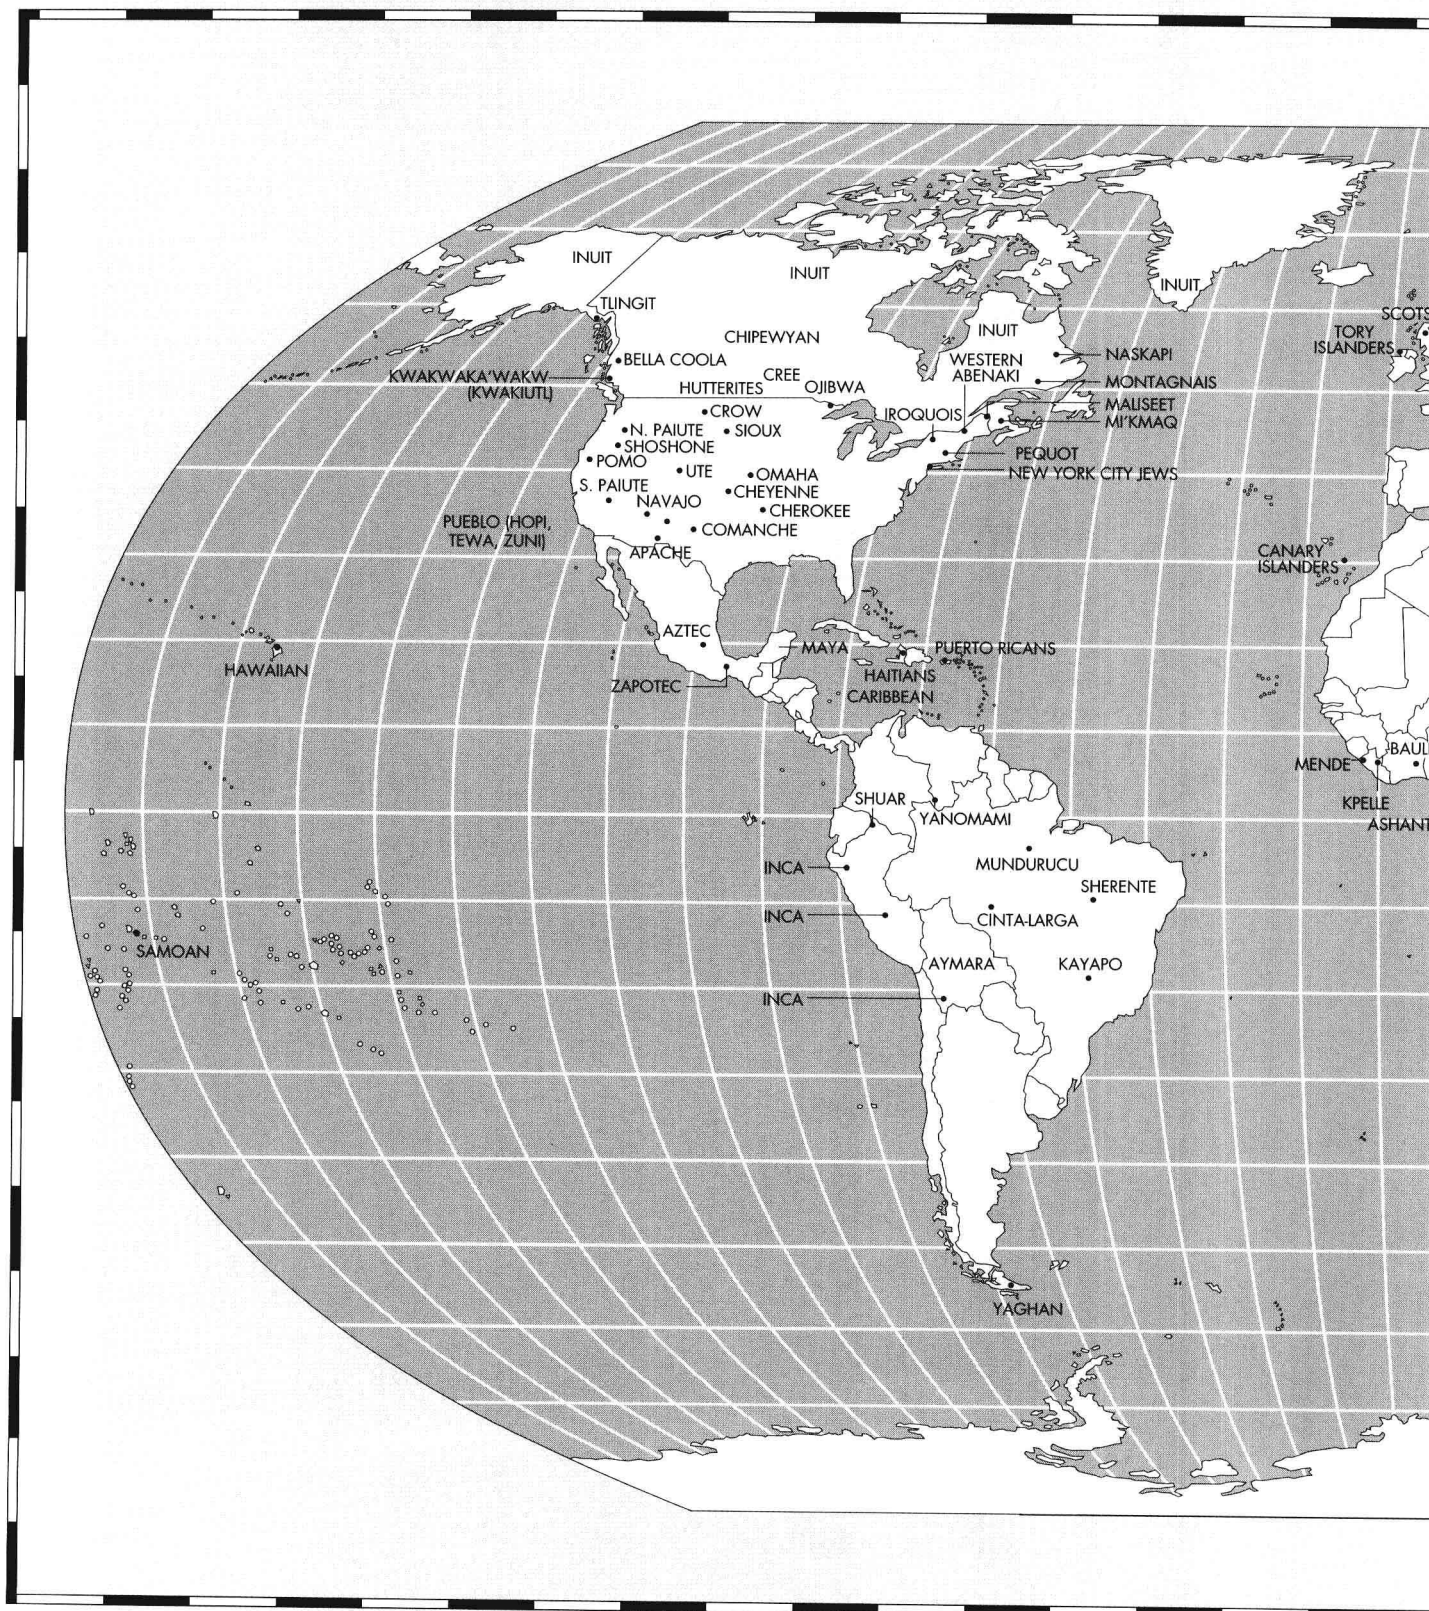 INUIT
INUIT
INUIT
TLINGIT
SCOTS
INUIT
TORY
ISLANDERS
CHIPEWYAN
WESTERN
ABENAKI
NASKAPI
BELLA COOLA
KWAKWAKA'WAKW
(KWAKIUTL)
CREE
HUTTERITES
OJIBWA
MONTAGNAIS
MALISEET
MI'KMAQ
IROQUOIS
CROW
N. PAIUTE
SIOUX
SHOSHONE
POMO
PEQUOT
NEW YORK CITY JEWS
UTE
OMAHA
S. PAIUTE
CHEYENNE
NAVAJO
CHEROKEE
PUEBLO (HOPI,
TEWA, ZUNI)
COMANCHE
APACHE
CANARY
ISLANDERS
AZTEC
MAYA
PUERTO RICANS
HAWAIIAN
HAITIANS
ZAPOTEC
CARIBBEAN
BAUL
MENDE
KPELLE
ASHANT
SHUAR
YANOMAMI
INCA
MUNDURUCU
SHERENTE
INCA
CINTA-LARGA
SAMOAN
AYMARA
KAYAPO
INCA
YAGHAN